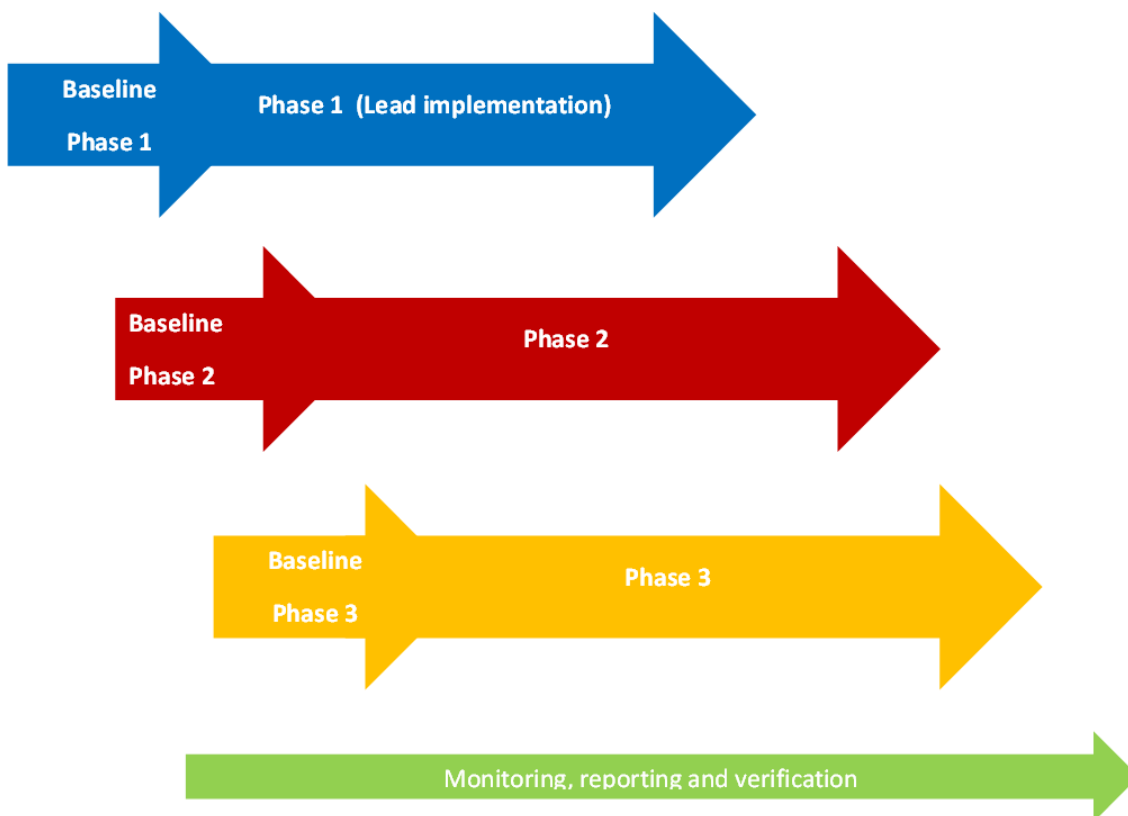 Baseline
Phase 1
Phase 1  (Lead implementation)
Baseline
Phase 2
Phase 2
Baseline
Phase 3
Phase 3
Monitoring, reporting and verification